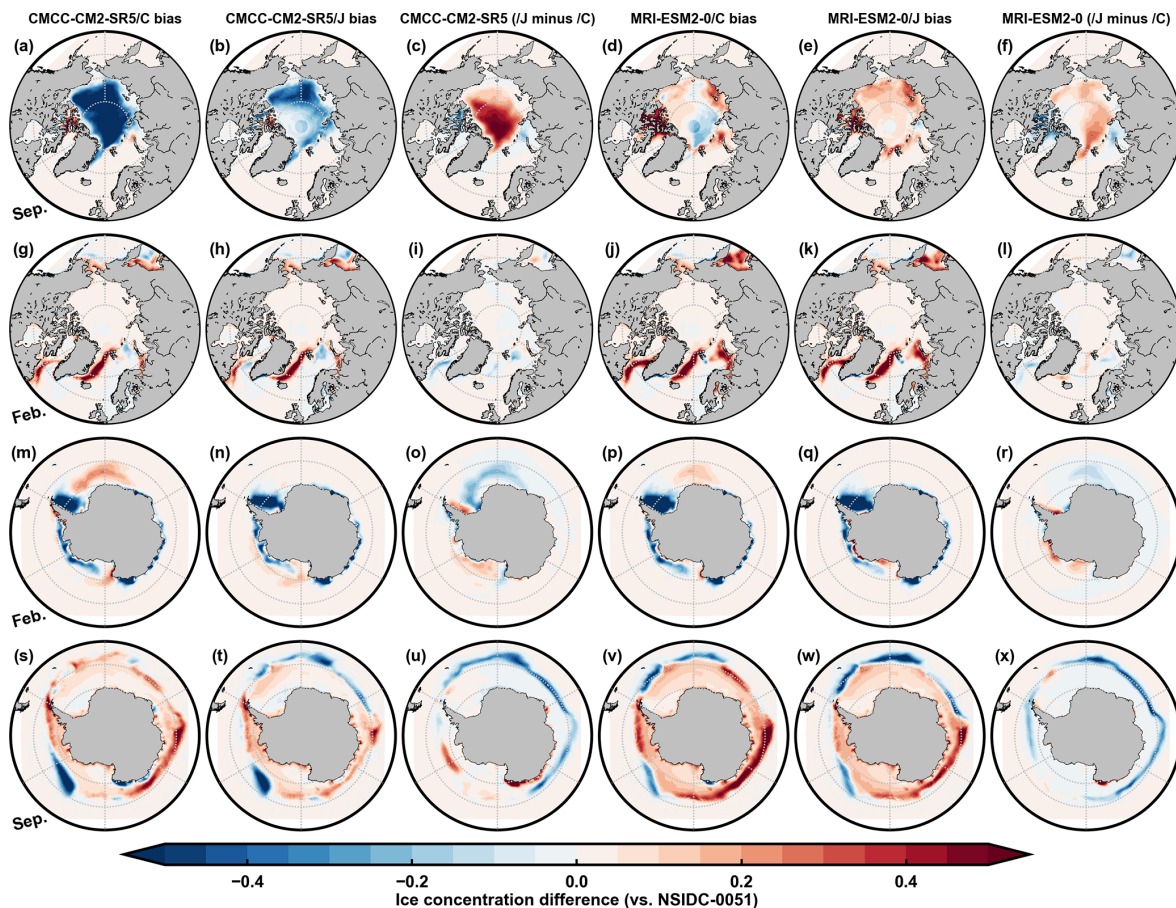 CMCC-CM2-SR5/C bias CMCC-CM2-SR5/J bias CMCC-CM2-SR5 (/J minus /C) MRI-ESM2-0/C bias MRI-ESM2-0/J bias MRI-ESM2-0 (/J minus /C)
(a) (b) (c) (d) (e) (f)
Sep.
(g) (h) (i) (j) (k) (l)
Feb.
(m) (n) (o) (p) (q) (r)
Feb.
(s) (t) (u) (v) (w) (x)
Sep.
−0.4 −0.2 0.0 0.2 0.4
Ice concentration difference (vs. NSIDC-0051)